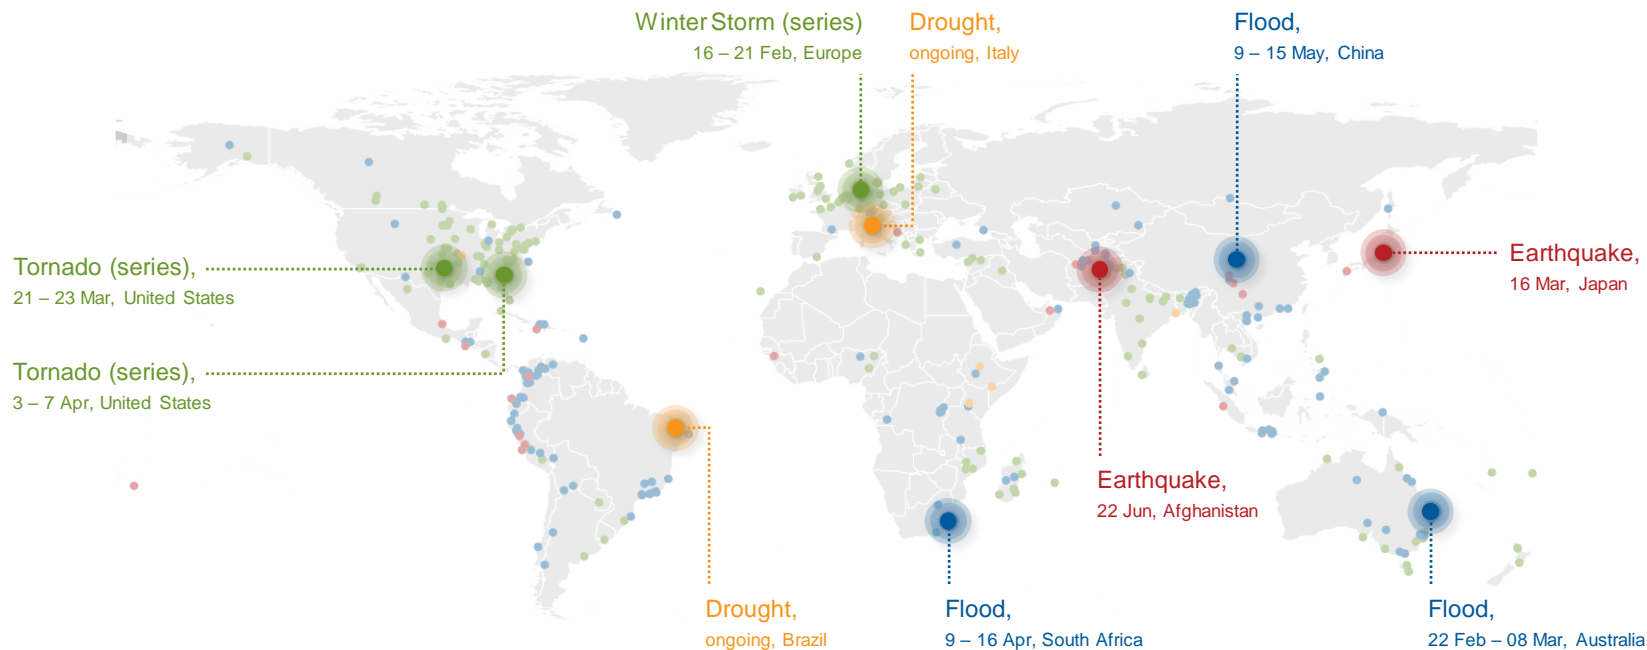 Winter Storm (series)
16 – 21 Feb, Europe
Drought,
ongoing, Italy
Flood,
9 – 15 May, China
Tornado (series),
21 – 23 Mar, United States
Earthquake,
16 Mar, Japan
Tornado (series),
3 – 7 Apr, United States
Earthquake,
22 Jun, Afghanistan
Drought,
ongoing, Brazil
Flood,
9 – 16 Apr, South Africa
Flood,
22 Feb – 08 Mar, Australia